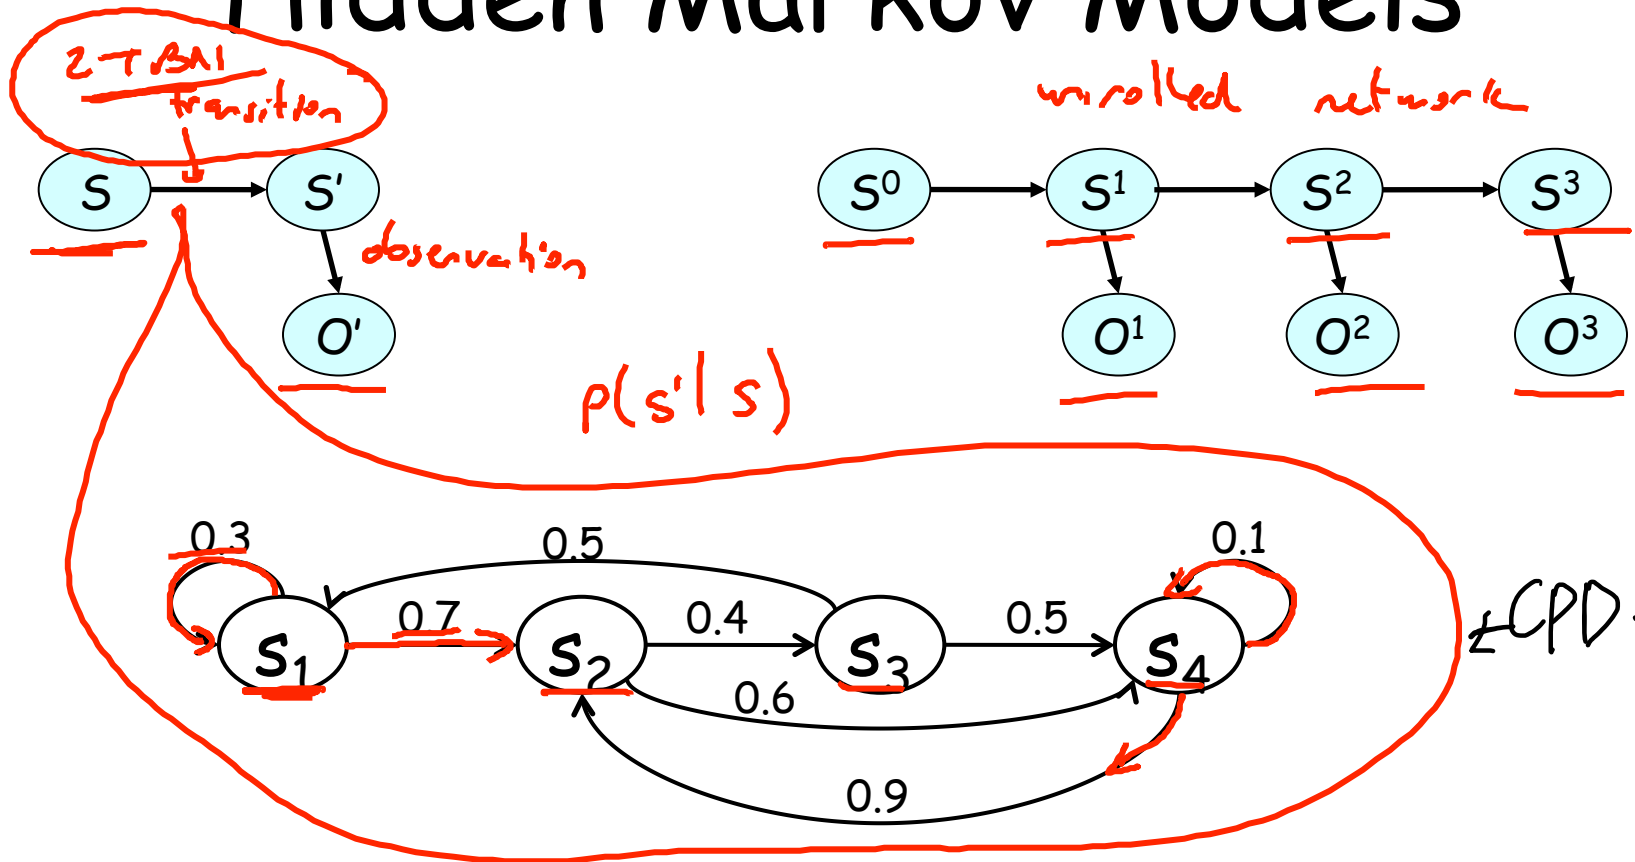 Hidden Markov Models
2-TBN
transition
unrolled network
S S' S⁰ S¹ S² S³
observation
O' O¹ O² O³
P(s'|s)
0.3 0.5 0.1
0.7 0.4 0.5
s₁ s₂ s₃ s₄
CPD
0.6
0.9